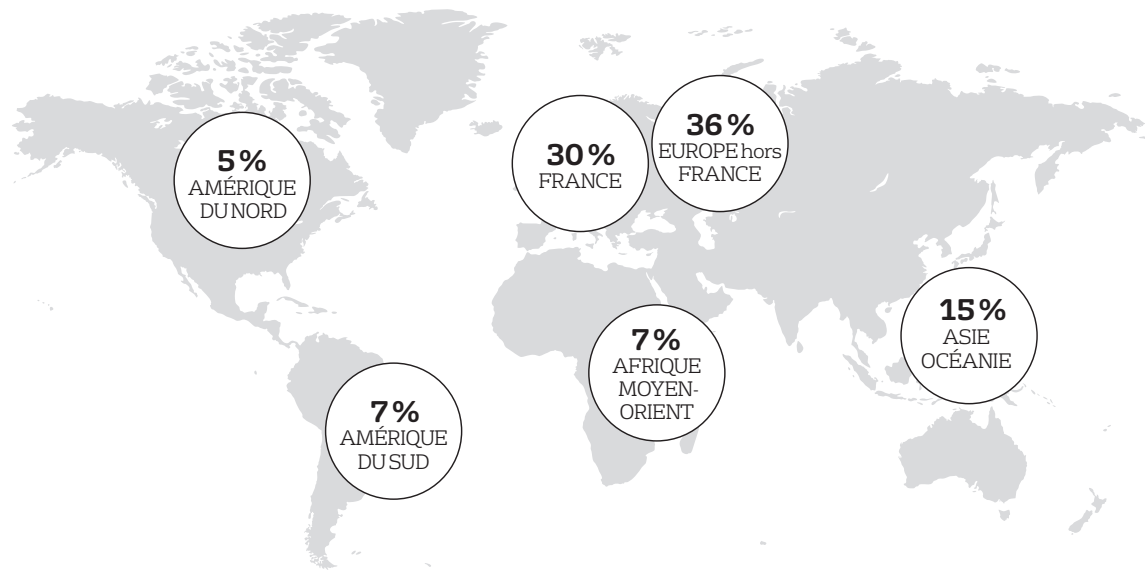 5 %
AMÉRIQUE
DU NORD
30 %
FRANCE
36 %
EUROPE hors
FRANCE
7 %
AMÉRIQUE
DU SUD
7 %
AFRIQUE
MOYEN-
ORIENT
15 %
ASIE
OCÉANIE